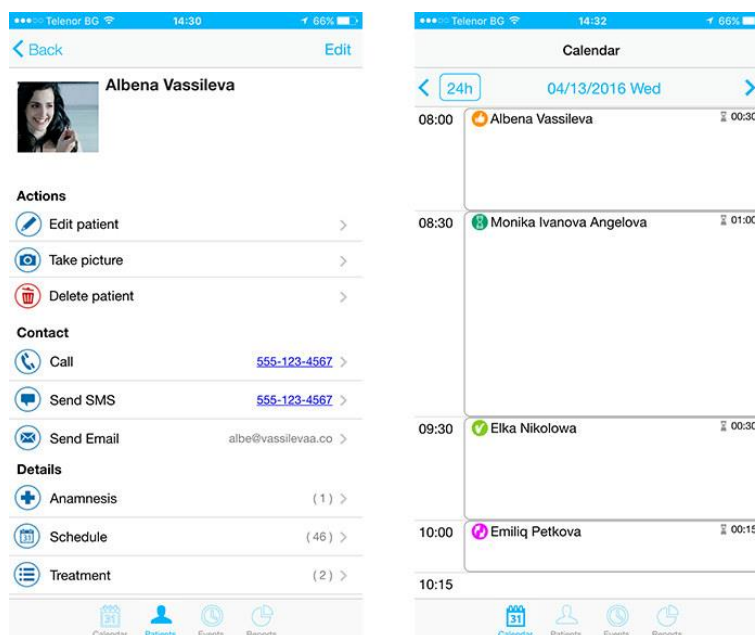 Telenor BG 14:30 66%
Back Edit
Albena Vassileva
Actions
Edit patient
Take picture
Delete patient
Contact
Call 555-123-4567
Send SMS 555-123-4567
Send Email albe@vassilevaa.co
Details
Anamnesis (1)
Schedule (46)
31
Treatment (2)
31
Calendar Patients Events Reports
Telenor BG 14:32 66%
Calendar
24h 04/13/2016 Wed
08:00 Albena Vassileva 00:30
08:30 Monika Ivanova Angelova 01:00
09:30 Elka Nikolowa 00:30
10:00 Emiliq Petkova 00:15
10:15
31
Calendar Patients Events Reports